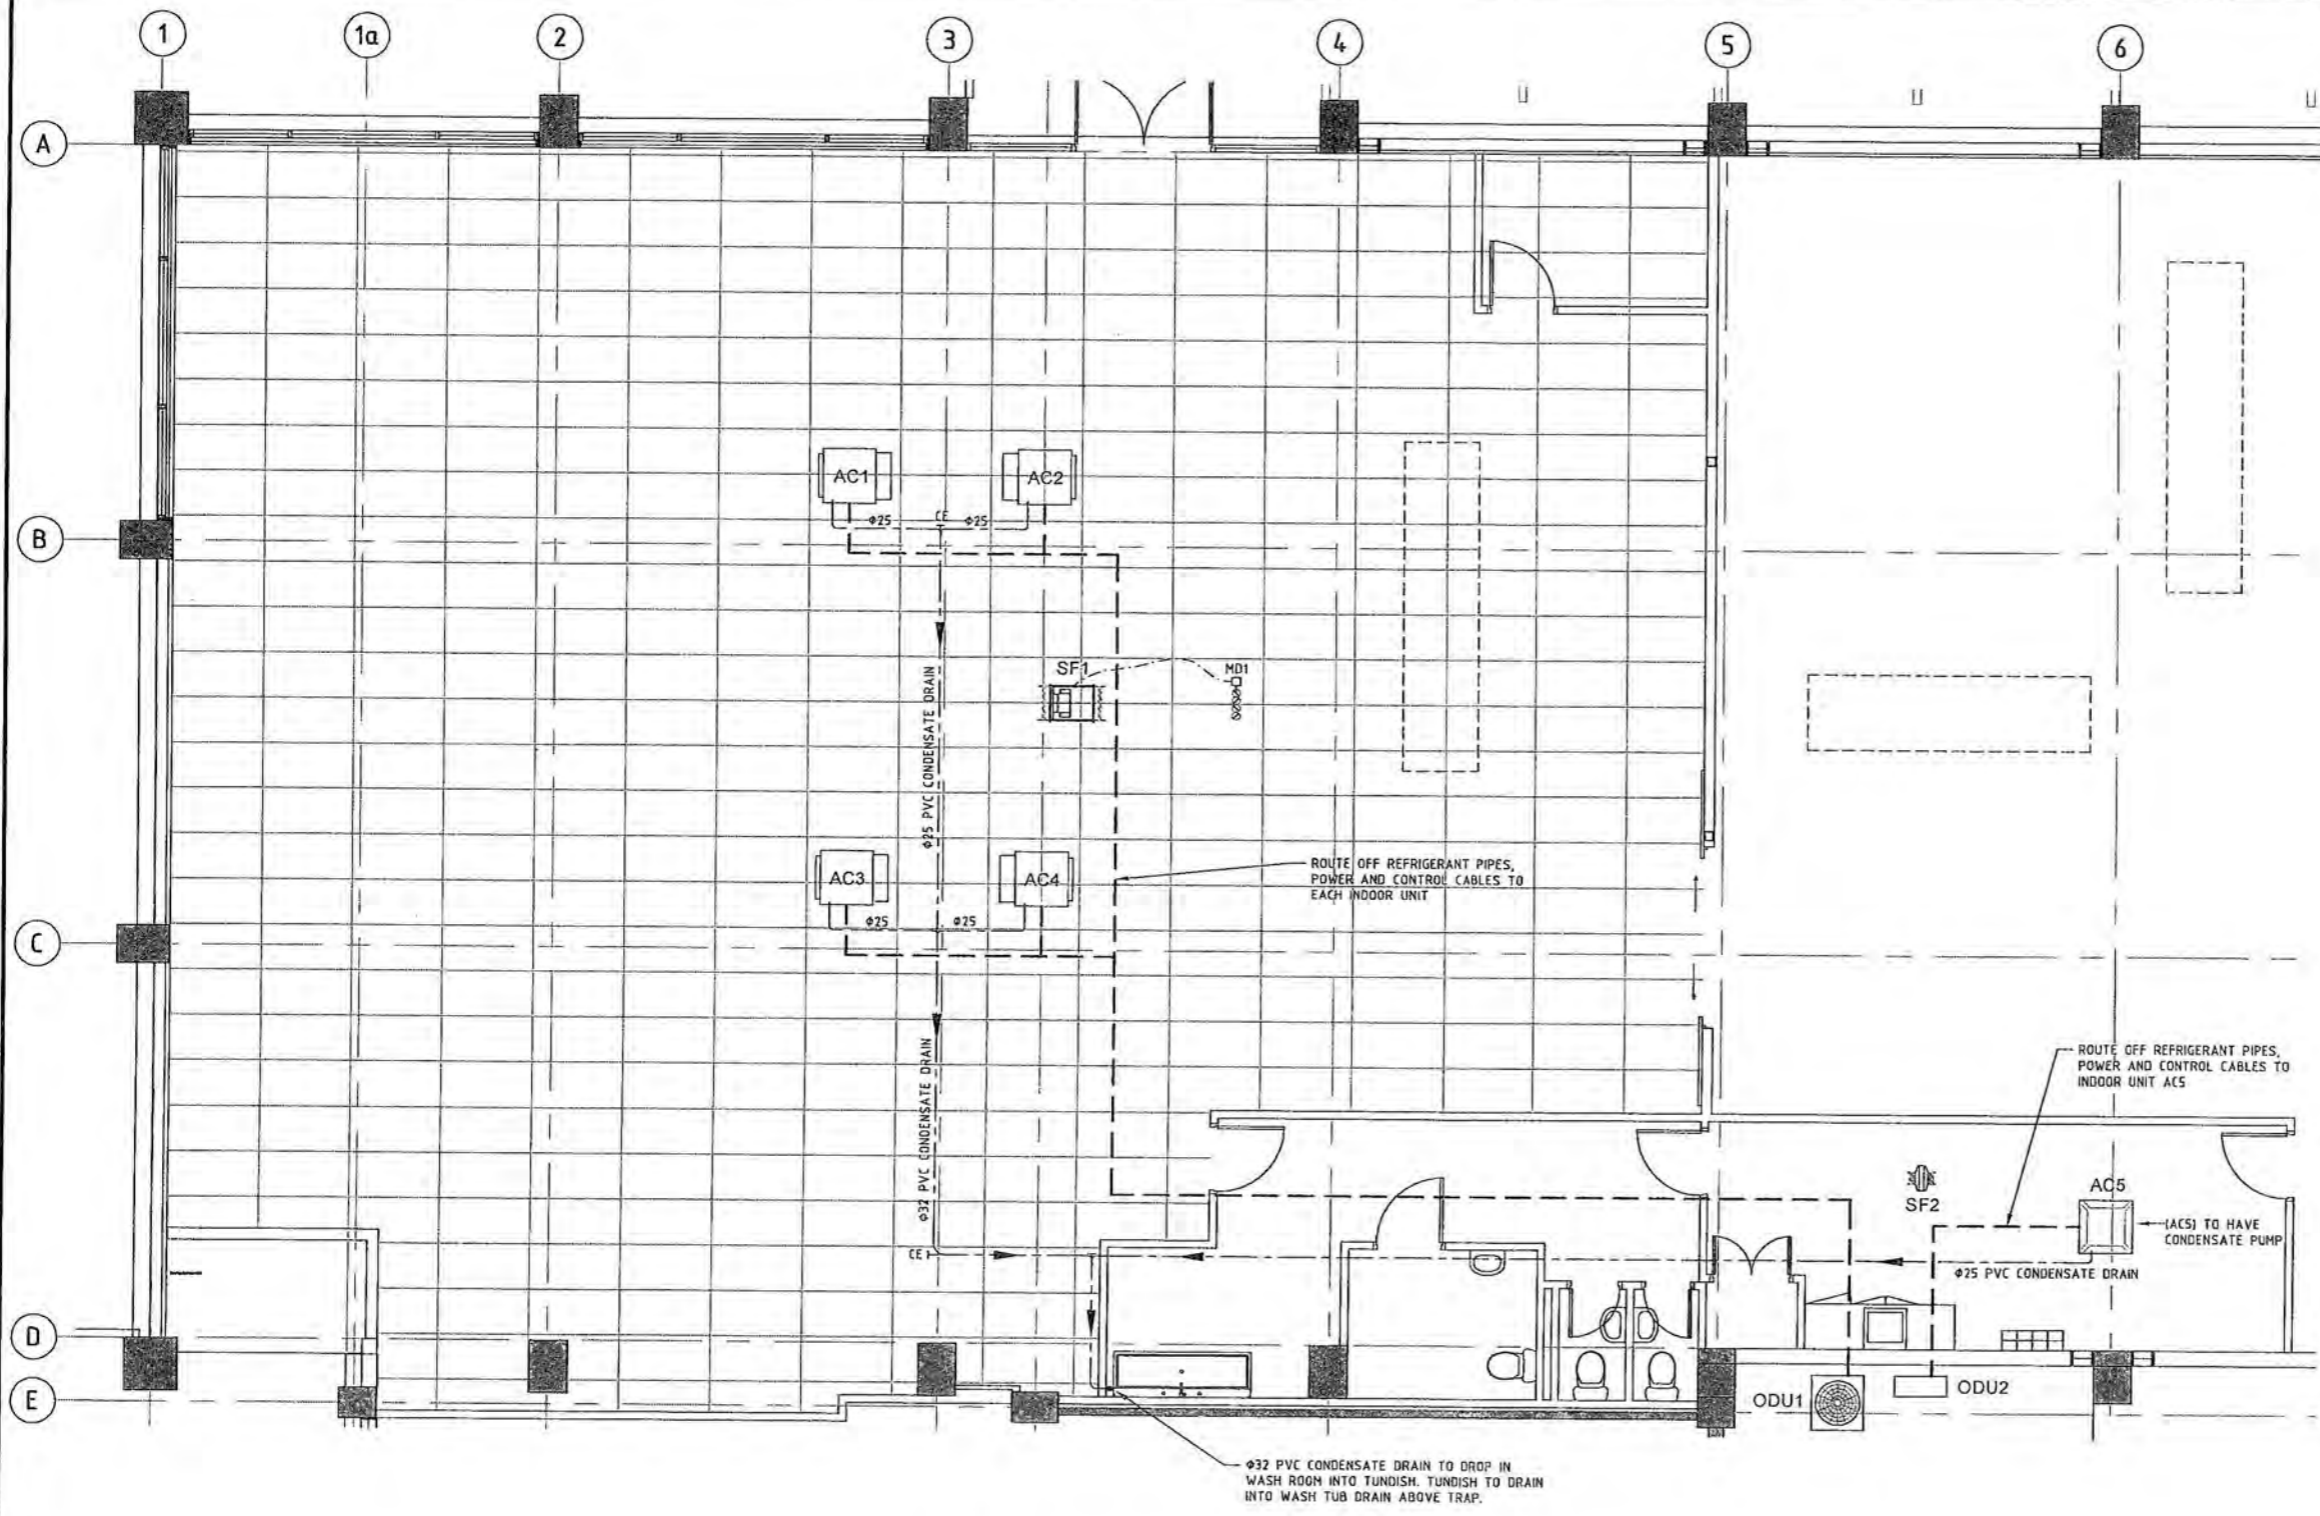 1
1a
2
3
4
5
6
A
AC1
AC2
Φ25
CE
Φ25
B
SF1
MD1
Φ25 PVC CONDENSATE DRAIN
AC3
AC4
ROUTE OFF REFRIGERANT PIPES,
POWER AND CONTROL CABLES TO
EACH INDOOR UNIT
Φ25
Φ25
C
Φ32 PVC CONDENSATE DRAIN
ROUTE OFF REFRIGERANT PIPES,
POWER AND CONTROL CABLES TO
INDOOR UNIT AC5
SF2
AC5
(AC5) TO HAVE
CONDENSATE PUMP
CE
Φ25 PVC CONDENSATE DRAIN
D
E
ODU1
ODU2
Φ32 PVC CONDENSATE DRAIN TO DROP IN
WASH ROOM INTO TUNDISH. TUNDISH TO DRAIN
INTO WASH TUB DRAIN ABOVE TRAP.